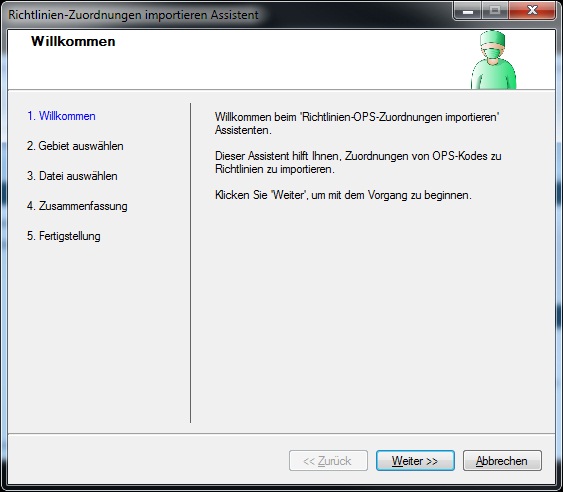 Richtlinien-Zuordnungen importieren Assistent
Willkommen
1. Willkommen
2. Gebiet auswählen
3. Datei auswählen
4. Zusammenfassung
5. Fertigstellung
Willkommen beim 'Richtlinien-OPS-Zuordnungen importieren'
Assistenten.
Dieser Assistent hilft Ihnen, Zuordnungen von OPS-Kodes zu
Richtlinien zu importieren.
Klicken Sie 'Weiter', um mit dem Vorgang zu beginnen.
<< Zurück
Weiter >>
Abbrechen